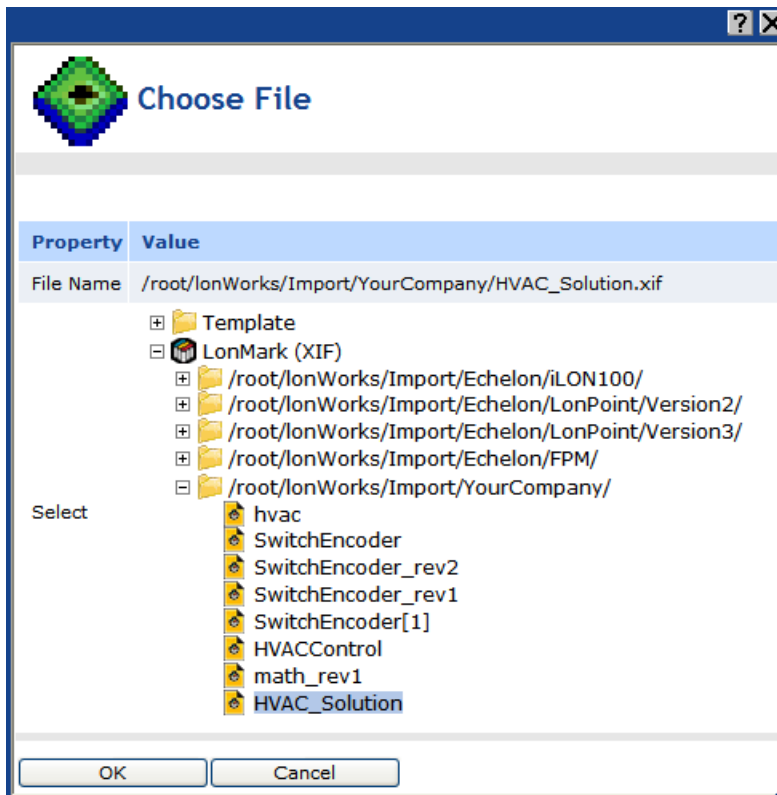 ?
Choose File
Property Value
File Name /root/lonWorks/Import/YourCompany/HVAC_Solution.xif
Template
LonMark (XIF)
/root/lonWorks/Import/Echelon/iLON100/
/root/lonWorks/Import/Echelon/LonPoint/Version2/
/root/lonWorks/Import/Echelon/LonPoint/Version3/
/root/lonWorks/Import/Echelon/FPM/
/root/lonWorks/Import/YourCompany/
Select
hvac
SwitchEncoder
SwitchEncoder_rev2
SwitchEncoder_rev1
SwitchEncoder[1]
HVACControl
math_rev1
HVAC_Solution
OK Cancel